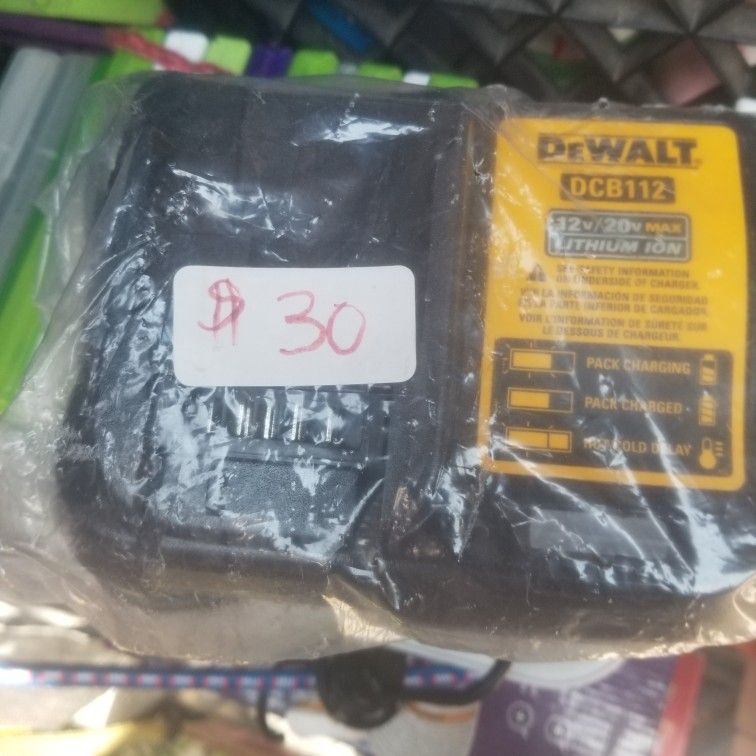 $ 30
DEWALT
DCB112
12V/20V MAX
LITHIUM ION
SEE SAFETY INFORMATION
ON UNDERSIDE OF CHARGER.
VER LA INFORMACIÓN DE SEGURIDAD
EN LA PARTE INFERIOR DE CARGADOR.
VOIR L'INFORMATION DE SÛRETÉ SUR
LE DESSOUS DE CHARGEUR.
PACK CHARGING
PACK CHARGED
HOT COLD DELAY